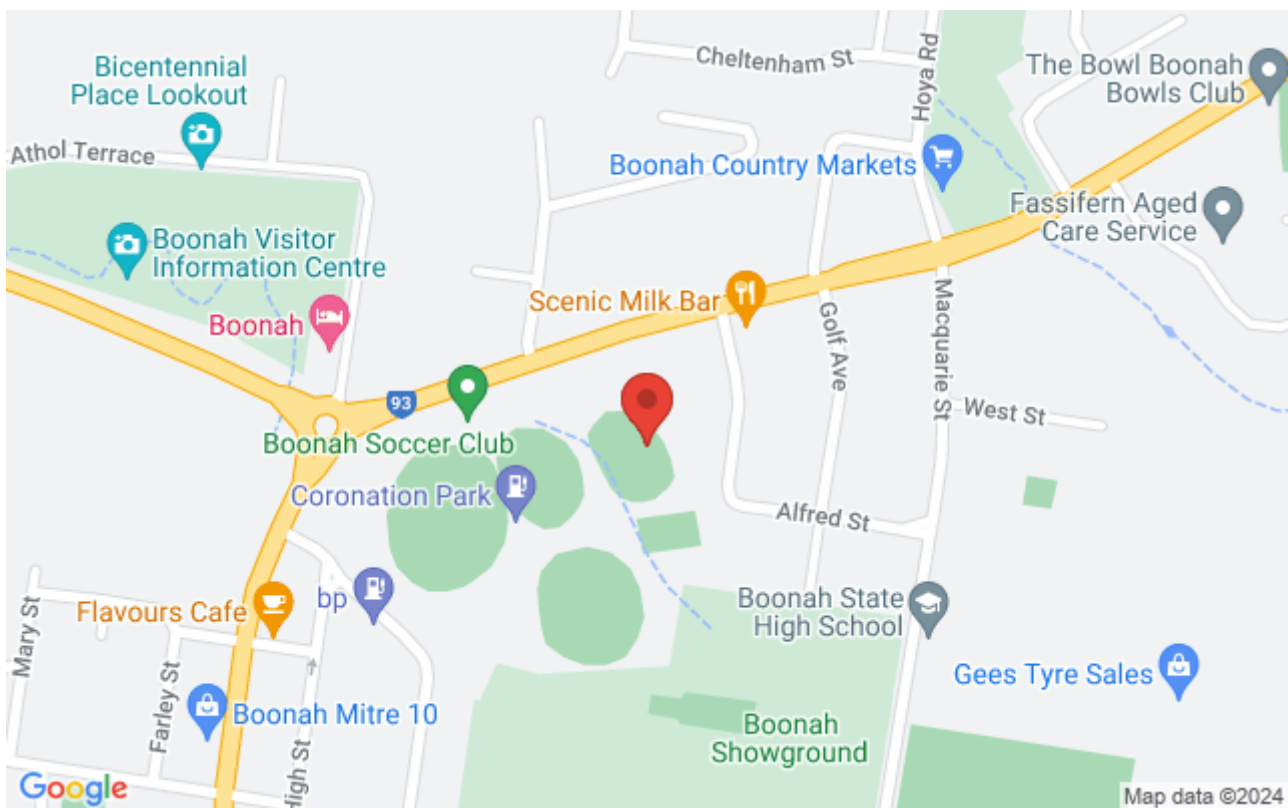 Cheltenham St
Hoya Rd
The Bowl Boonah
Bowls Club
Bicentennial
Place Lookout
Athol Terrace
Boonah Country Markets
Fassifern Aged
Care Service
Boonah Visitor
Information Centre
Scenic Milk Bar
Boonah
Golf Ave
Macquarie St
93
West St
Boonah Soccer Club
Coronation Park
Alfred St
bp
Flavours Cafe
Boonah State
High School
Mary St
Farley St
Gees Tyre Sales
Boonah Mitre 10
High St
Boonah
Showground
Google
Map data ©2024